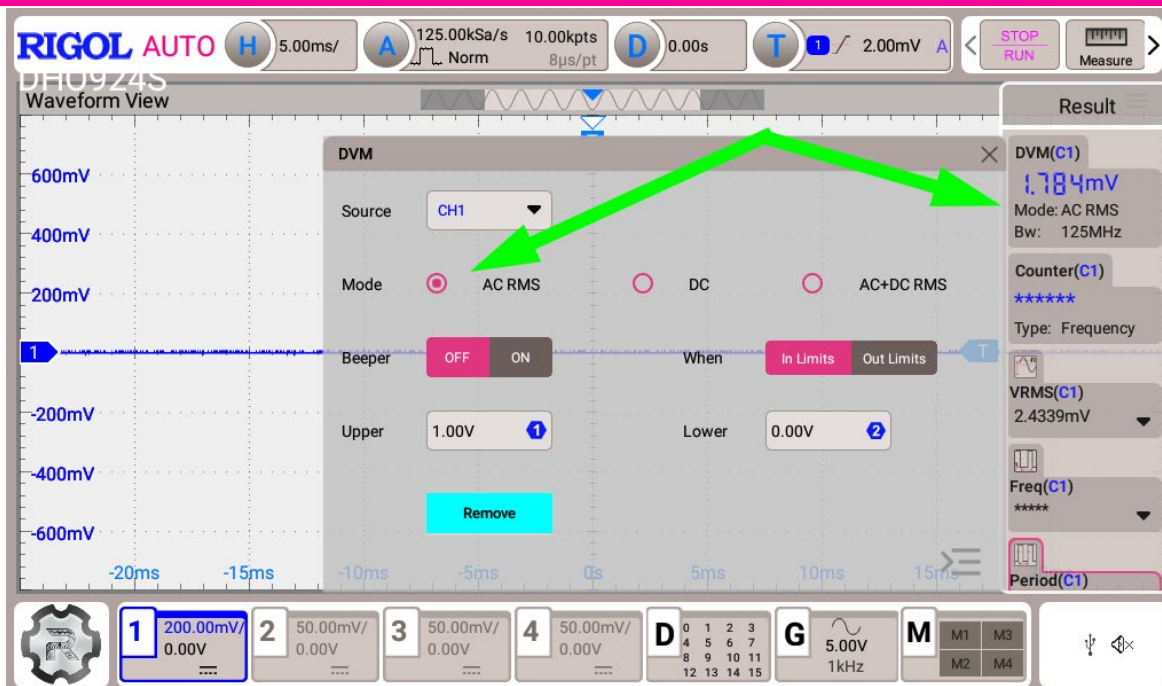 RIGOL AUTO H 5.00ms/ A 125.00kSa/s 10.00kpts D 0.00s T 1 2.00mV A < STOP RUN Measure >
Norm 8µs/pt
DHO924S
Waveform View
Result
DVM
DVM(C1)
1.784mV
Mode: AC RMS
Bw: 125MHz
600mV
400mV
200mV
1
-200mV
-400mV
-600mV
Source CH1
Mode AC RMS DC AC+DC RMS
Beeper OFF ON When In Limits Out Limits T
Upper 1.00V 1 Lower 0.00V 2
Remove
Counter(C1)
******
Type: Frequency
VRMS(C1)
2.4339mV
Freq(C1)
*****
Period(C1)
-20ms -15ms -10ms -5ms 0s 5ms 10ms 15ms
1 200.00mV/ 2 50.00mV/ 3 50.00mV/ 4 50.00mV/ D 0 1 2 3 G 5.00V M M1 M3
0.00V 0.00V 0.00V 0.00V 4 5 6 7 1kHz M2 M4
8 9 10 11
12 13 14 15